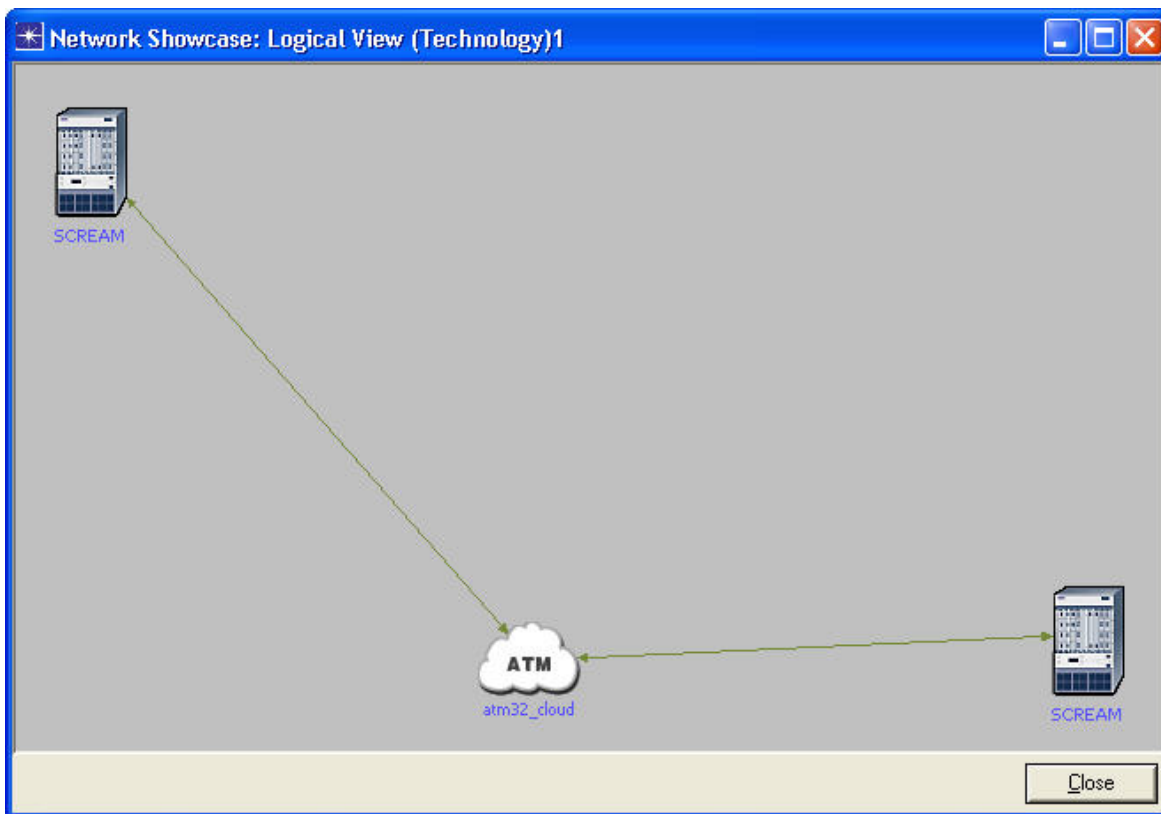 Network Showcase: Logical View (Technology)1
SCREAM
ATM
atm32_cloud
SCREAM
Close